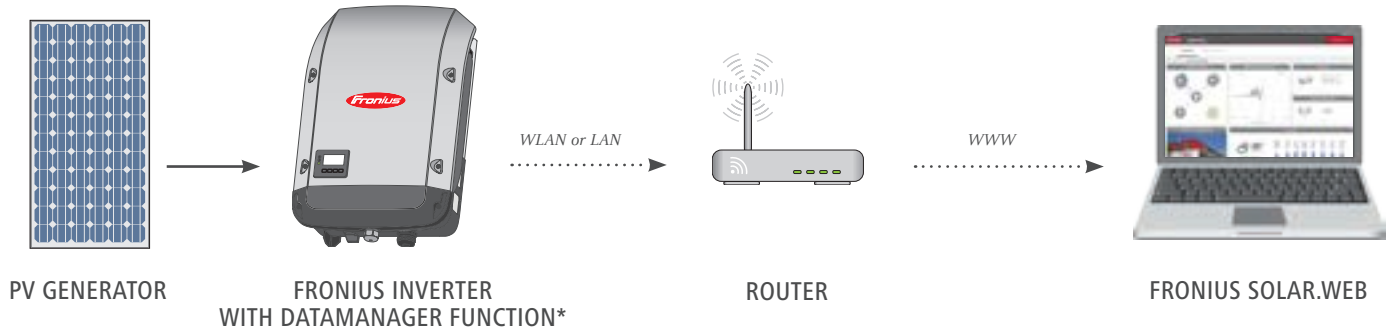 Fronius
WLAN or LAN
WWW
PV GENERATOR
FRONIUS INVERTER
WITH DATAMANAGER FUNCTION*
ROUTER
FRONIUS SOLAR.WEB